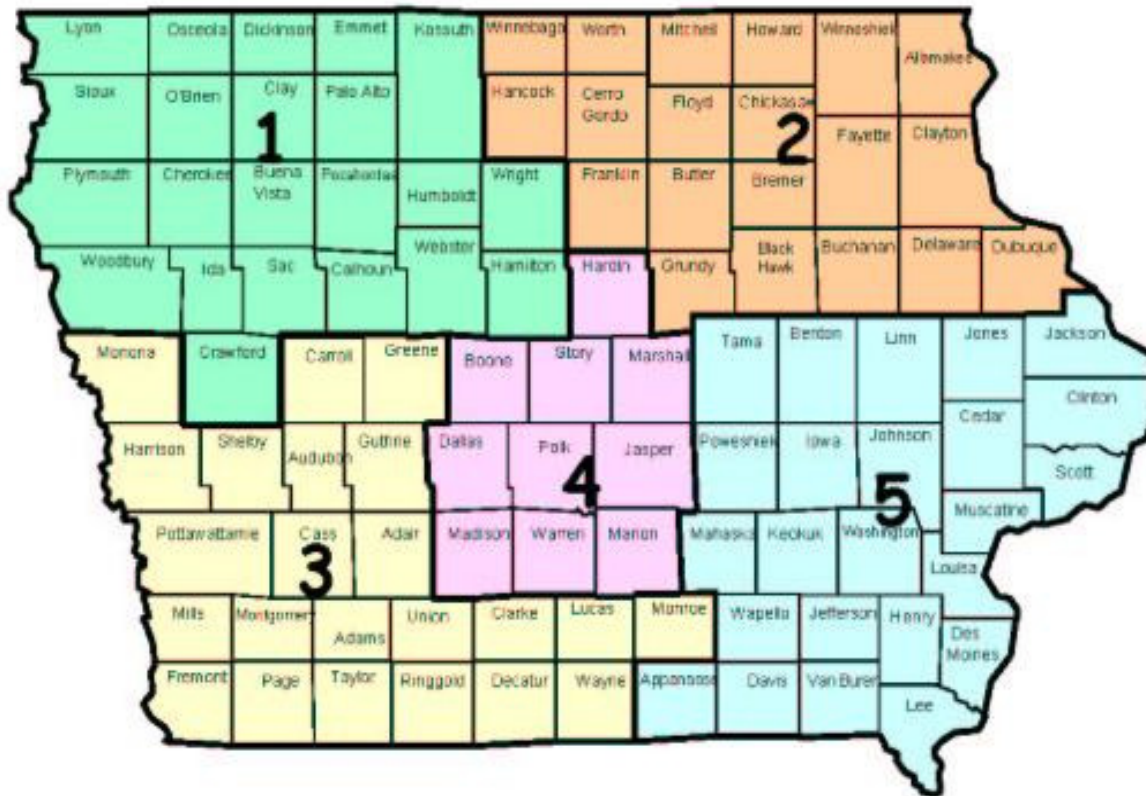 Lyon Osceola Dickinson Emmet Kossuth Winnebago Worth Mitchell Howard Winneshiek Allamakee
Sioux O'Brien Clay Palo Alto Hancock Cerro Gordo Floyd Chickasaw Fayette Clayton
1
2
Plymouth Cherokee Buena Vista Pocahontas Humboldt Wright Franklin Butler Bremer
Woodbury Ida Sac Calhoun Webster Hamilton Hardin Grundy Black Hawk Buchanan Delaware Dubuque
Monona Crawford Carroll Greene Boone Story Marshall Tama Benton Linn Jones Jackson
Harrison Shelby Audubon Guthrie Dallas Polk Jasper Poweshiek Iowa Johnson Cedar Clinton
4
5
Scott
Pottawattamie Cass Adair Madison Warren Marion Mahaska Keokuk Washington Muscatine
3
Louisa
Mills Montgomery Adams Union Clarke Lucas Monroe Wapello Jefferson Henry Des Moines
Fremont Page Taylor Ringgold Decatur Wayne Appanoose Davis Van Buren Lee